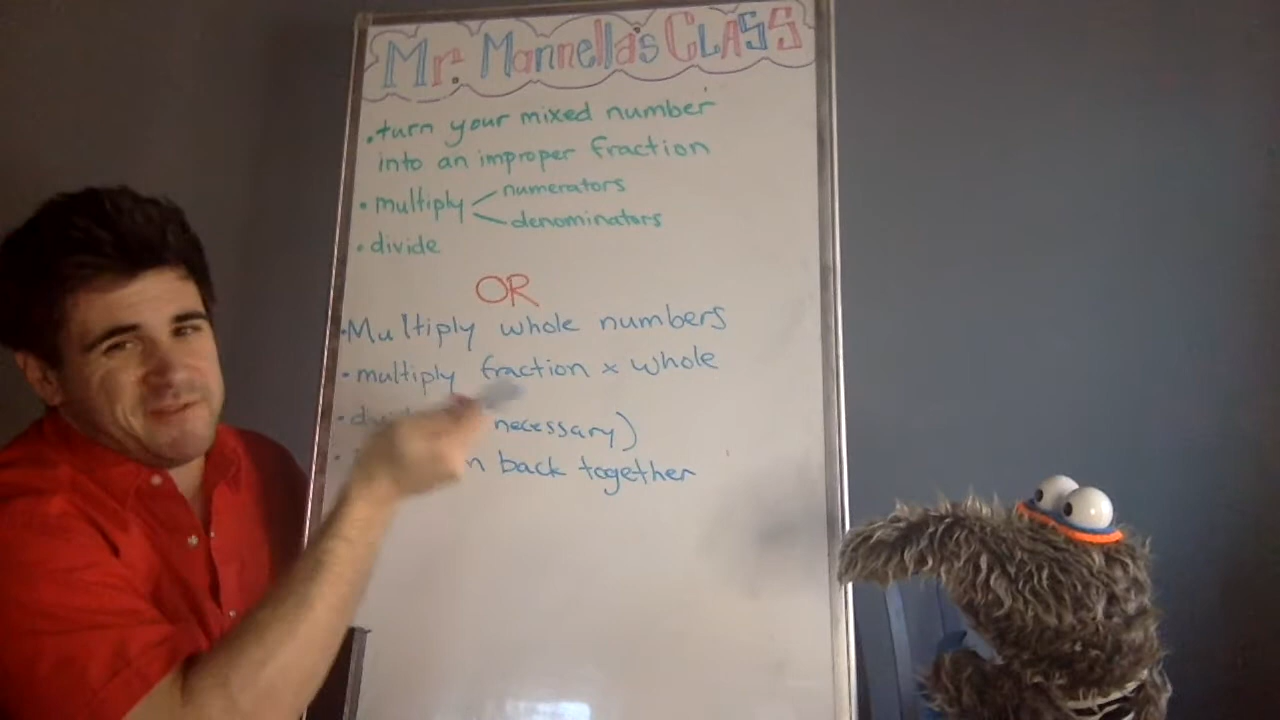 Mr. Mannella's CLASS
• turn your mixed number
into an improper fraction
• multiply < numerators
denominators
• divide
OR
• Multiply whole numbers
• multiply fraction x whole
• necessary)
• back together